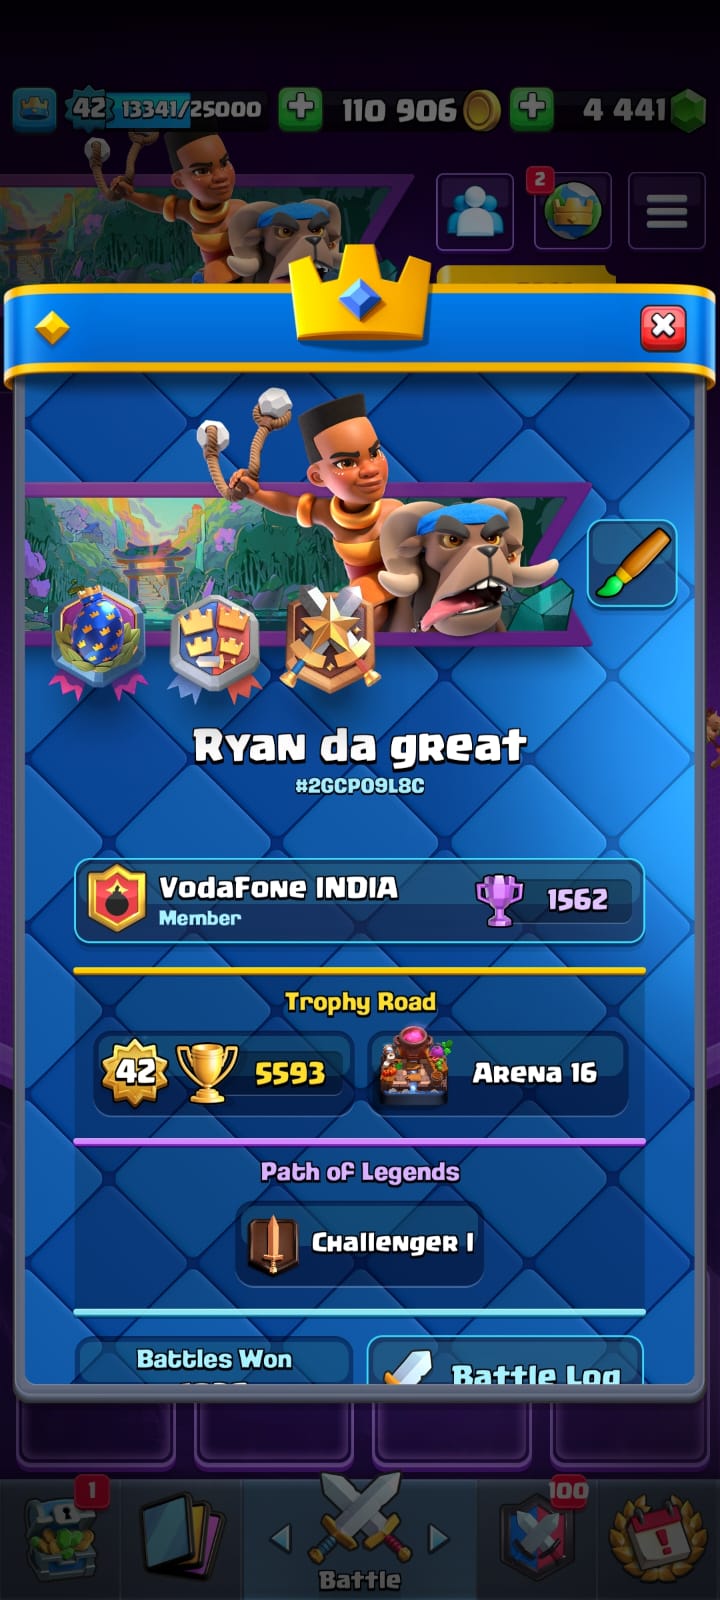 42 13341/25000 110 906 4 441
2
Ryan da great
#2GCP09L8C
VodaFone INDIA
1562
Member
Trophy Road
42 5593 Arena 16
Path of Legends
Challenger I
Battles Won
Battle Log
1
100
Battle